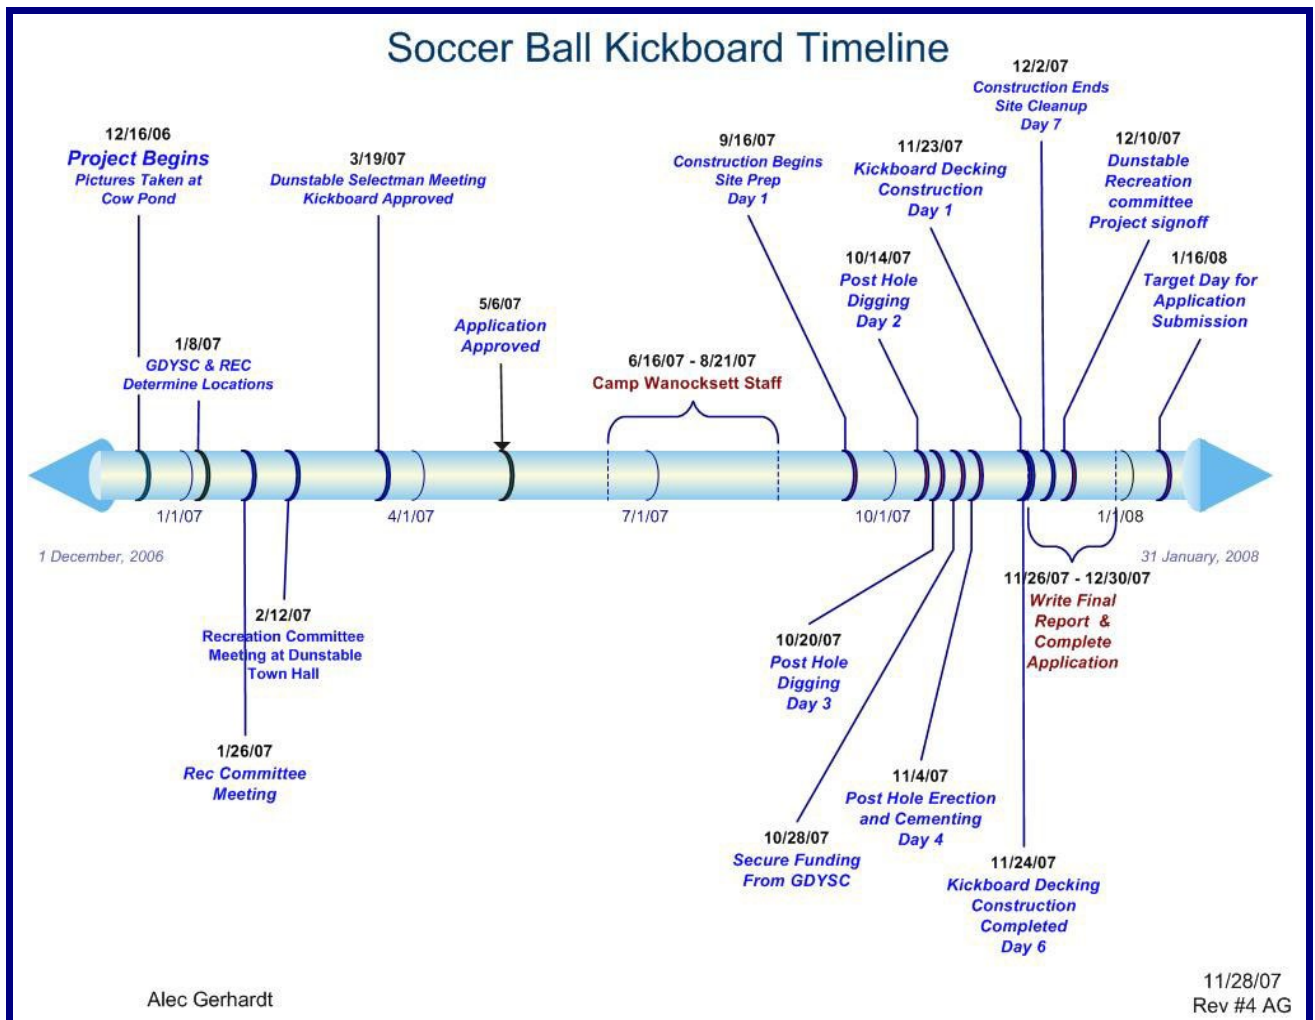 Soccer Ball Kickboard Timeline
12/16/06
Project Begins
Pictures Taken at
Cow Pond
1/8/07
GDYSC & REC
Determine Locations
3/19/07
Dunstable Selectman Meeting
Kickboard Approved
5/6/07
Application
Approved
6/16/07 - 8/21/07
Camp Wanocksett Staff
9/16/07
Construction Begins
Site Prep
Day 1
10/14/07
Post Hole
Digging
Day 2
11/23/07
Kickboard Decking
Construction
Day 1
12/2/07
Construction Ends
Site Cleanup
Day 7
12/10/07
Dunstable
Recreation
committee
Project signoff
1/16/08
Target Day for
Application
Submission
1/1/07
4/1/07
7/1/07
10/1/07
1/1/08
1 December, 2006
31 January, 2008
2/12/07
Recreation Committee
Meeting at Dunstable
Town Hall
1/26/07
Rec Committee
Meeting
10/20/07
Post Hole
Digging
Day 3
10/28/07
Secure Funding
From GDYSC
11/4/07
Post Hole Erection
and Cementing
Day 4
11/24/07
Kickboard Decking
Construction
Completed
Day 6
11/26/07 - 12/30/07
Write Final
Report &
Complete
Application
Alec Gerhardt
11/28/07
Rev #4 AG